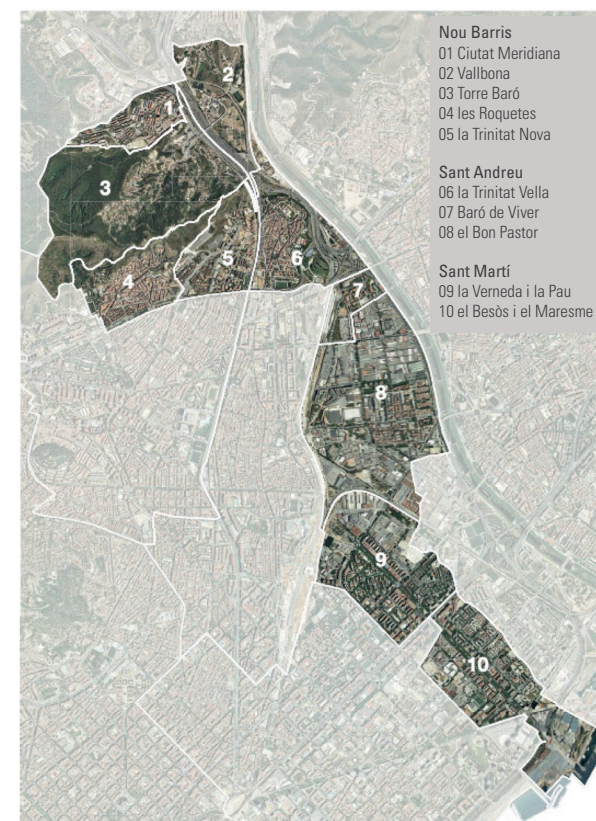 Nou Barris
01 Ciutat Meridiana
02 Vallbona
03 Torre Baró
04 les Roquetes
05 la Trinitat Nova
Sant Andreu
06 la Trinitat Vella
07 Baró de Viver
08 el Bon Pastor
Sant Martí
09 la Verneda i la Pau
10 el Besòs i el Maresme
2
1
3
5
6
4
7
8
9
10